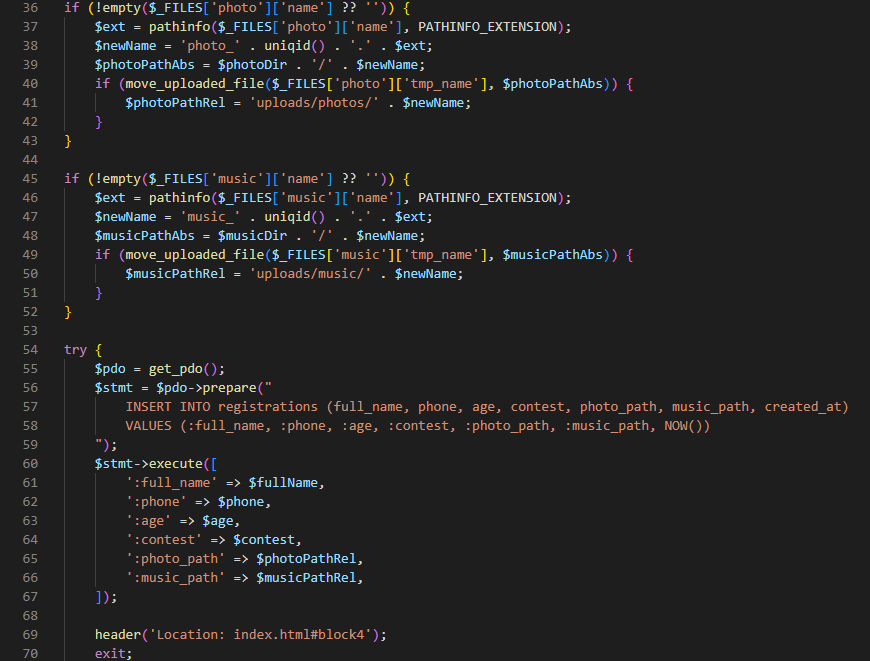 36 if (!empty($_FILES['photo']['name'] ?? '')) {
37     $ext = pathinfo($_FILES['photo']['name'], PATHINFO_EXTENSION);
38     $newName = 'photo_' . uniqid() . '.' . $ext;
39     $photoPathAbs = $photoDir . '/' . $newName;
40     if (move_uploaded_file($_FILES['photo']['tmp_name'], $photoPathAbs)) {
41         $photoPathRel = 'uploads/photos/' . $newName;
42     }
43 }
44
45 if (!empty($_FILES['music']['name'] ?? '')) {
46     $ext = pathinfo($_FILES['music']['name'], PATHINFO_EXTENSION);
47     $newName = 'music_' . uniqid() . '.' . $ext;
48     $musicPathAbs = $musicDir . '/' . $newName;
49     if (move_uploaded_file($_FILES['music']['tmp_name'], $musicPathAbs)) {
50         $musicPathRel = 'uploads/music/' . $newName;
51     }
52 }
53
54 try {
55     $pdo = get_pdo();
56     $stmt = $pdo->prepare("
57         INSERT INTO registrations (full_name, phone, age, contest, photo_path, music_path, created_at)
58         VALUES (:full_name, :phone, :age, :contest, :photo_path, :music_path, NOW())
59     ");
60     $stmt->execute([
61         ':full_name' => $fullName,
62         ':phone' => $phone,
63         ':age' => $age,
64         ':contest' => $contest,
65         ':photo_path' => $photoPathRel,
66         ':music_path' => $musicPathRel,
67     ]);
68
69     header('Location: index.html#block4');
70     exit;